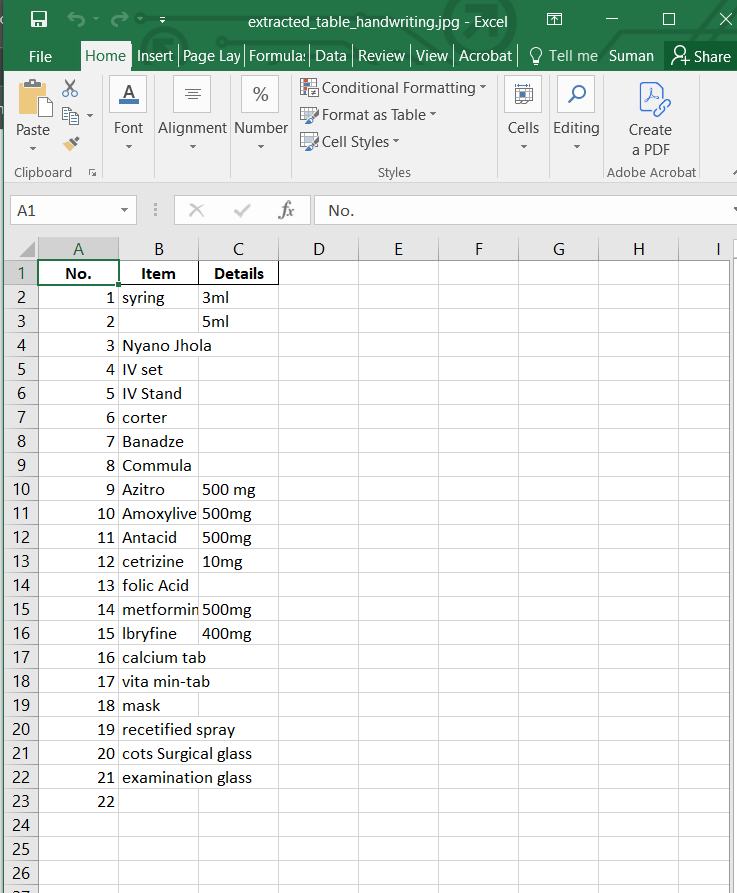 extracted_table_handwriting.jpg - Excel
File Home Insert Page Lay Formulas Data Review View Acrobat Tell me Suman Share
Paste Font Alignment Number Conditional Formatting Format as Table Cell Styles Cells Editing Create a PDF
%
Clipboard Styles Adobe Acrobat
A1 fx No.
A B C D E F G H I
1 No. Item Details
2 1 syring 3ml
3 2 5ml
4 3 Nyano Jhola
5 4 IV set
6 5 IV Stand
7 6 corter
8 7 Banadze
9 8 Commula
10 9 Azitro 500 mg
11 10 Amoxylive 500mg
12 11 Antacid 500mg
13 12 cetrizine 10mg
14 13 folic Acid
15 14 metformin 500mg
16 15 lbryfine 400mg
17 16 calcium tab
18 17 vita min-tab
19 18 mask
20 19 recetified spray
21 20 cots Surgical glass
22 21 examination glass
23 22
24
25
26